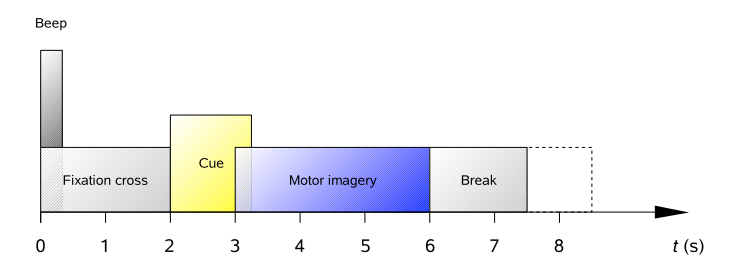 Beep
Cue
Fixation cross
Motor imagery
Break
0 1 2 3 4 5 6 7 8 t (s)